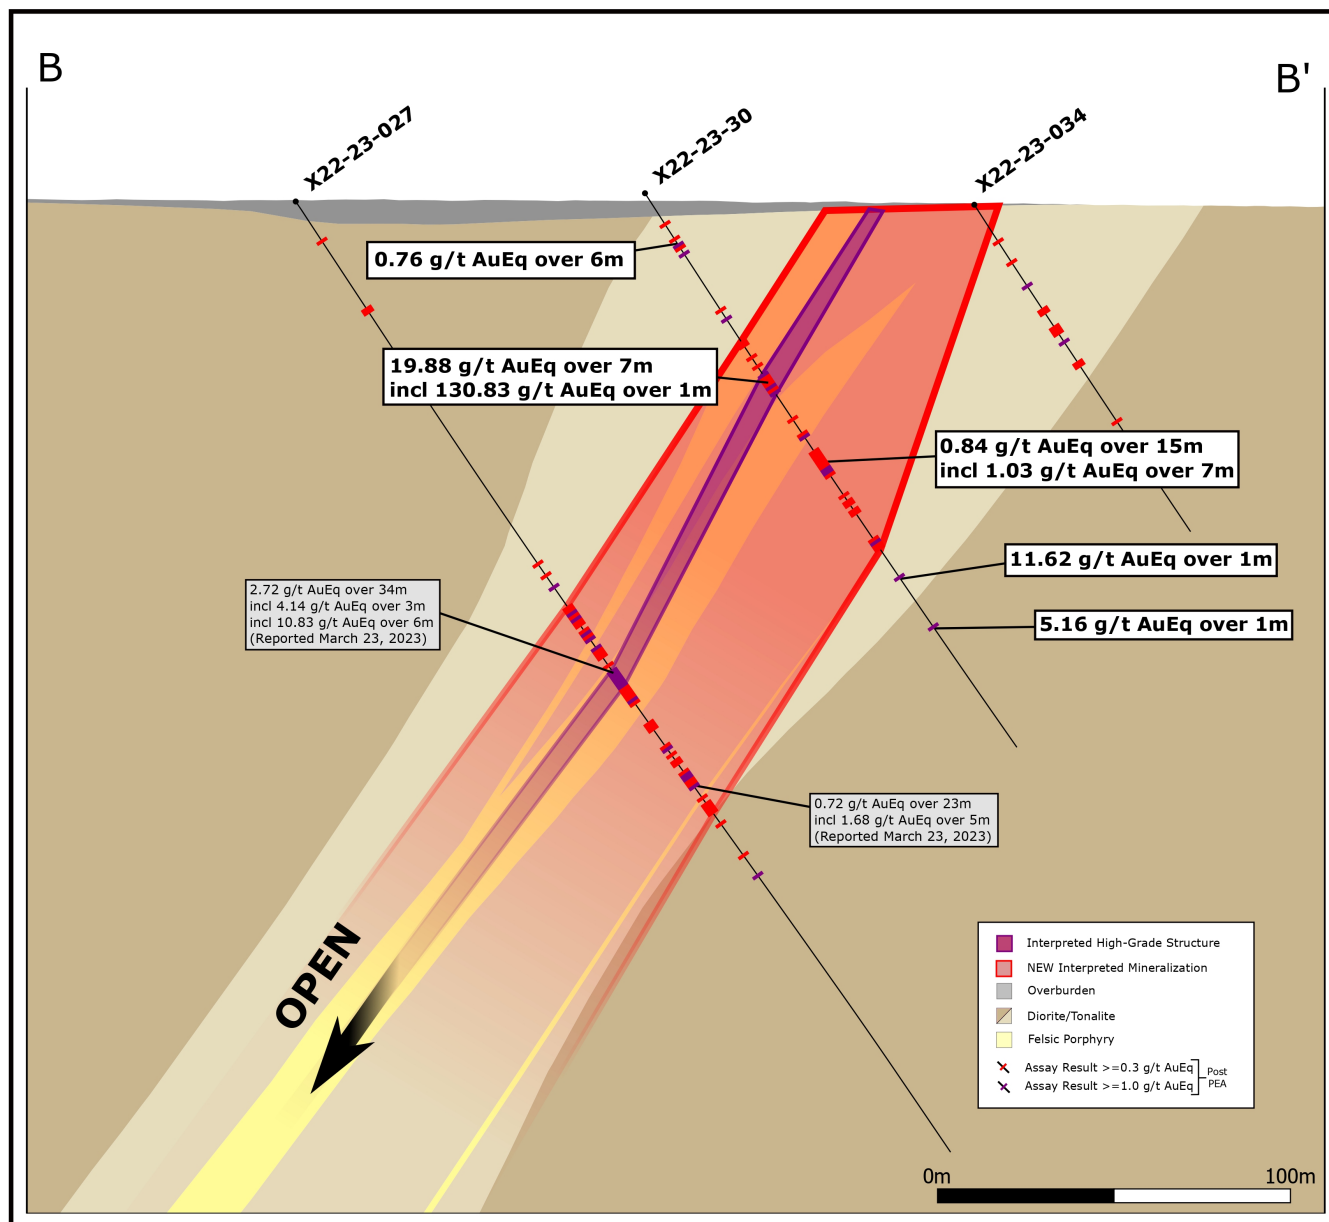 B
B'
X22-23-027
X22-23-30
X22-23-034
0.76 g/t AuEq over 6m
19.88 g/t AuEq over 7m
incl 130.83 g/t AuEq over 1m
0.84 g/t AuEq over 15m
incl 1.03 g/t AuEq over 7m
11.62 g/t AuEq over 1m
2.72 g/t AuEq over 34m
incl 4.14 g/t AuEq over 3m
incl 10.83 g/t AuEq over 6m
(Reported March 23, 2023)
5.16 g/t AuEq over 1m
0.72 g/t AuEq over 23m
incl 1.68 g/t AuEq over 5m
(Reported March 23, 2023)
OPEN
Interpreted High-Grade Structure
NEW Interpreted Mineralization
Overburden
Diorite/Tonalite
Felsic Porphyry
Assay Result >=0.3 g/t AuEq
Assay Result >=1.0 g/t AuEq
Post
PEA
0m
100m